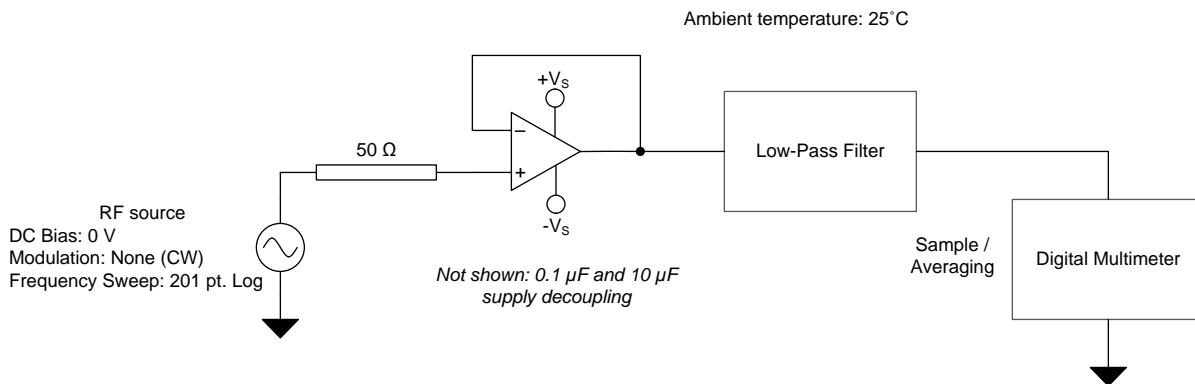 Ambient temperature: 25˚C
+VS
50 Ω
−
+
-VS
Low-Pass Filter
RF source
DC Bias: 0 V
Modulation: None (CW)
Frequency Sweep: 201 pt. Log
Not shown: 0.1 µF and 10 µF
supply decoupling
Sample /
Averaging
Digital Multimeter